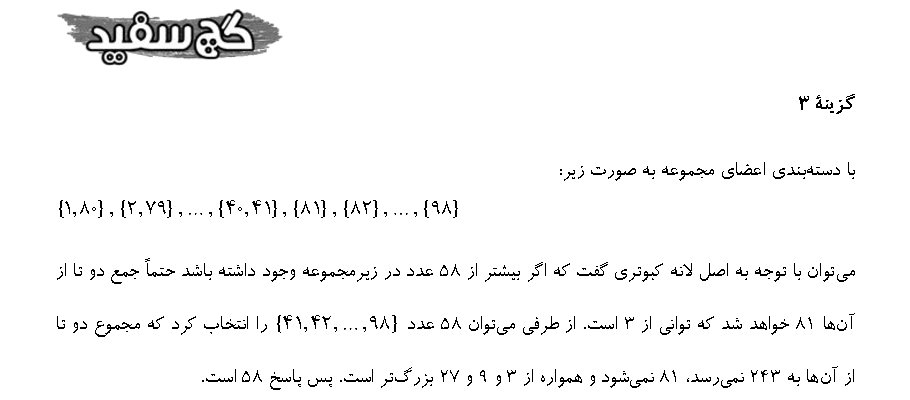 گچ سفید
گزینهٔ ۳
با دسته‌بندی اعضای مجموعه به صورت زیر:
{۱,۸۰} , {۲,۷۹} , ... , {۴۰,۴۱} , {۸۱} , {۸۲} , ... , {۹۸}
می‌توان با توجه به اصل لانه کبوتری گفت که اگر بیشتر از ۵۸ عدد در زیرمجموعه وجود داشته باشد حتماً جمع دو تا از
آن‌ها ۸۱ خواهد شد که توانی از ۳ است. از طرفی می‌توان ۵۸ عدد {۴۱,۴۲,...,۹۸} را انتخاب کرد که مجموع دو تا
از آن‌ها به ۲۴۳ نمی‌رسد، ۸۱ نمی‌شود و همواره از ۳ و ۹ و ۲۷ بزرگ‌تر است. پس پاسخ ۵۸ است.